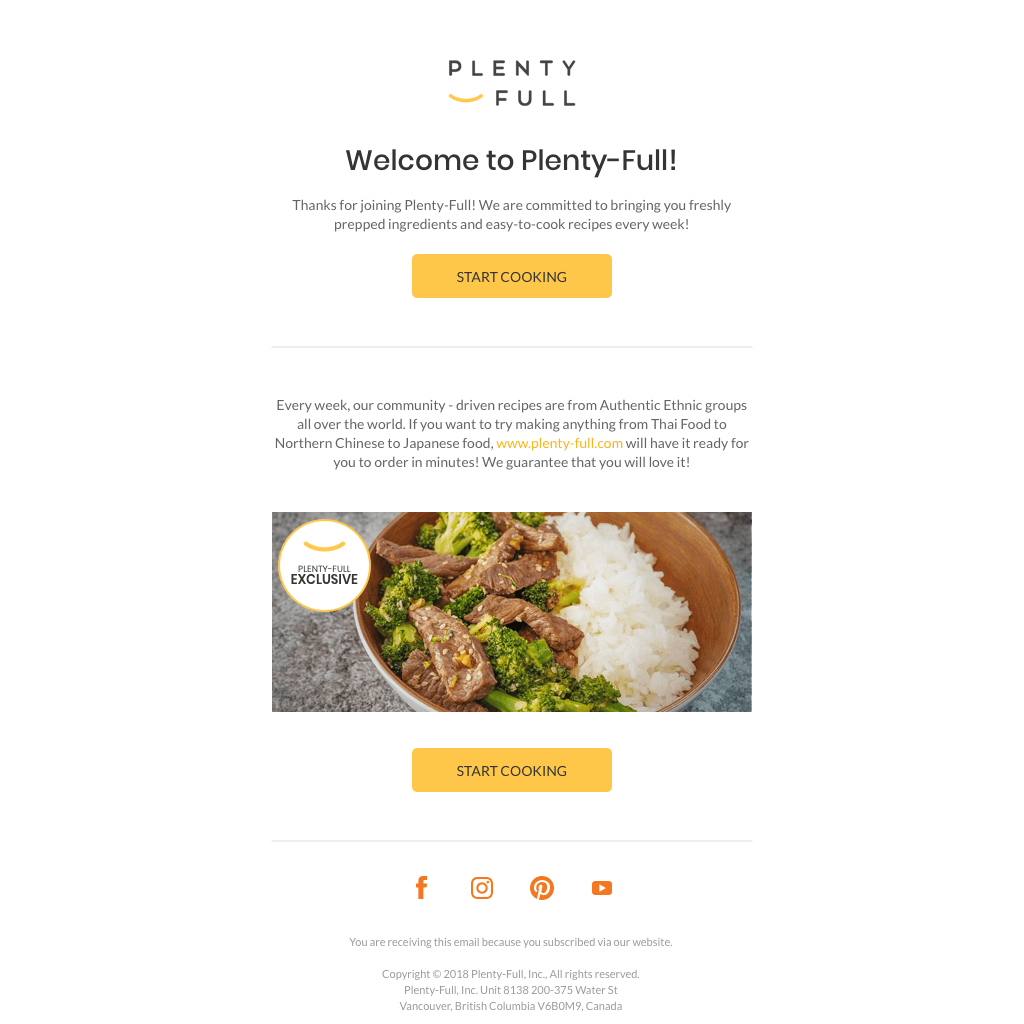 PLENTY
FULL
Welcome to Plenty-Full!
Thanks for joining Plenty-Full! We are committed to bringing you freshly
prepped ingredients and easy-to-cook recipes every week!
START COOKING
Every week, our community - driven recipes are from Authentic Ethnic groups
all over the world. If you want to try making anything from Thai Food to
Northern Chinese to Japanese food, www.plenty-full.com will have it ready for
you to order in minutes! We guarantee that you will love it!
PLENTY-FULL
EXCLUSIVE
START COOKING
You are receiving this email because you subscribed via our website.
Copyright © 2018 Plenty-Full, Inc., All rights reserved.
Plenty-Full, Inc. Unit 8138 200-375 Water St
Vancouver, British Columbia V6B0M9, Canada